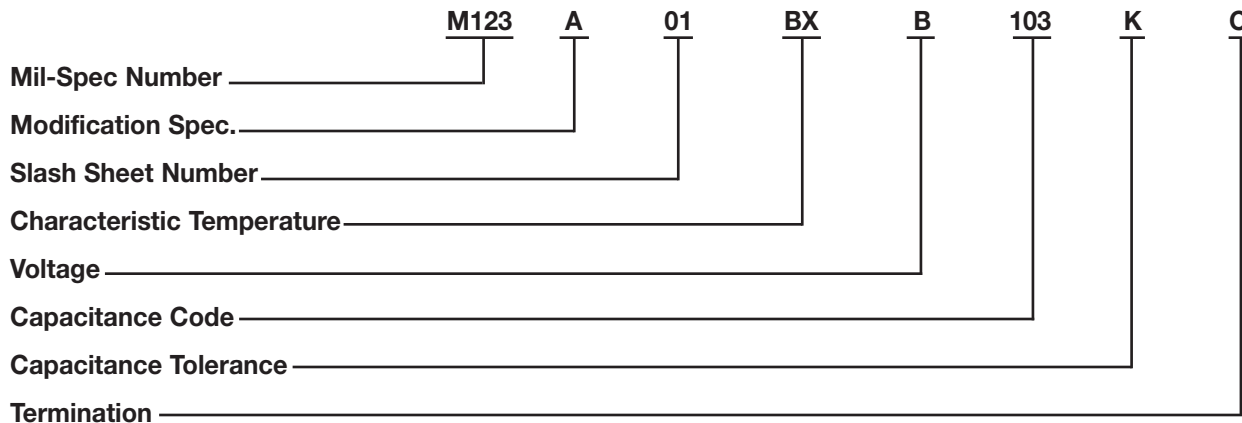 M123 A 01 BX B 103 K
Mil-Spec Number
Modification Spec.
Slash Sheet Number
Characteristic Temperature
Voltage
Capacitance Code
Capacitance Tolerance
Termination